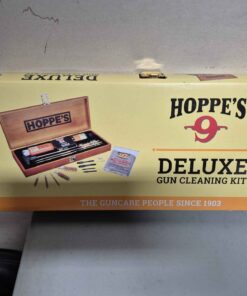 DELUXE
HOPPE'S
HOPPE'S
9
DELUXE
GUN CLEANING KIT
THE GUNCARE PEOPLE SINCE 1903